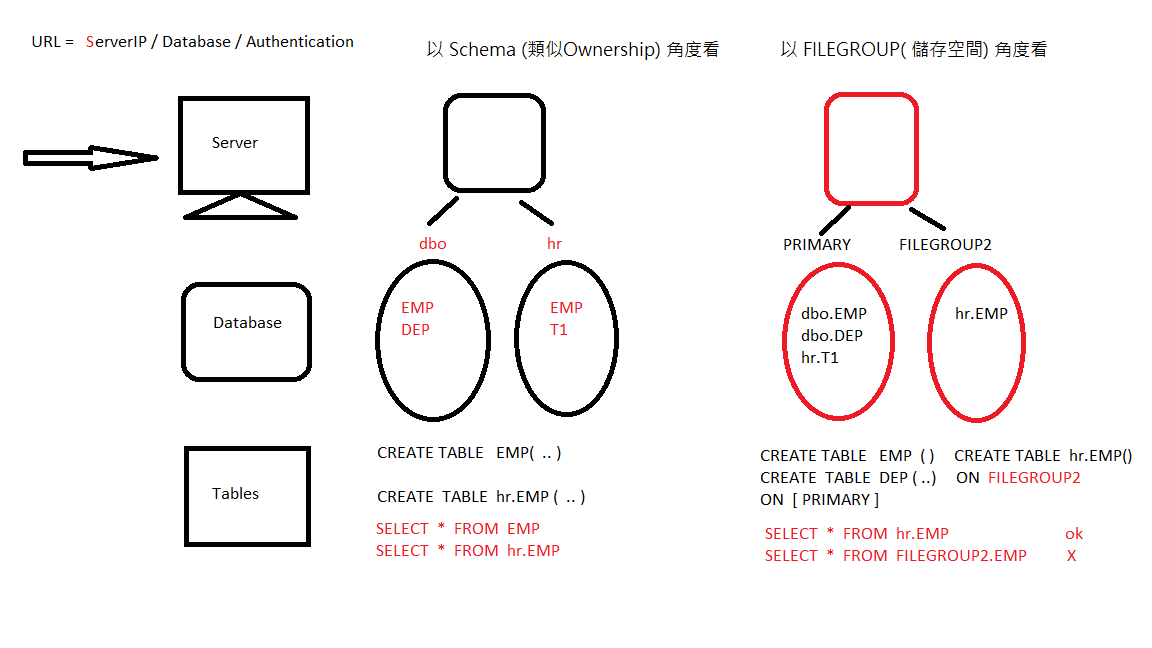 URL = ServerIP / Database / Authentication
以 Schema (類似Ownership) 角度看
以 FILEGROUP( 儲存空間) 角度看
Server
Database
Tables
dbo
hr
EMP
DEP
EMP
T1
CREATE TABLE EMP( .. )
CREATE TABLE hr.EMP ( .. )
SELECT * FROM EMP
SELECT * FROM hr.EMP
PRIMARY
FILEGROUP2
dbo.EMP
dbo.DEP
hr.T1
hr.EMP
CREATE TABLE EMP ( )
CREATE TABLE DEP ( ..)
ON [ PRIMARY ]
CREATE TABLE hr.EMP()
ON FILEGROUP2
SELECT * FROM hr.EMP ok
SELECT * FROM FILEGROUP2.EMP X